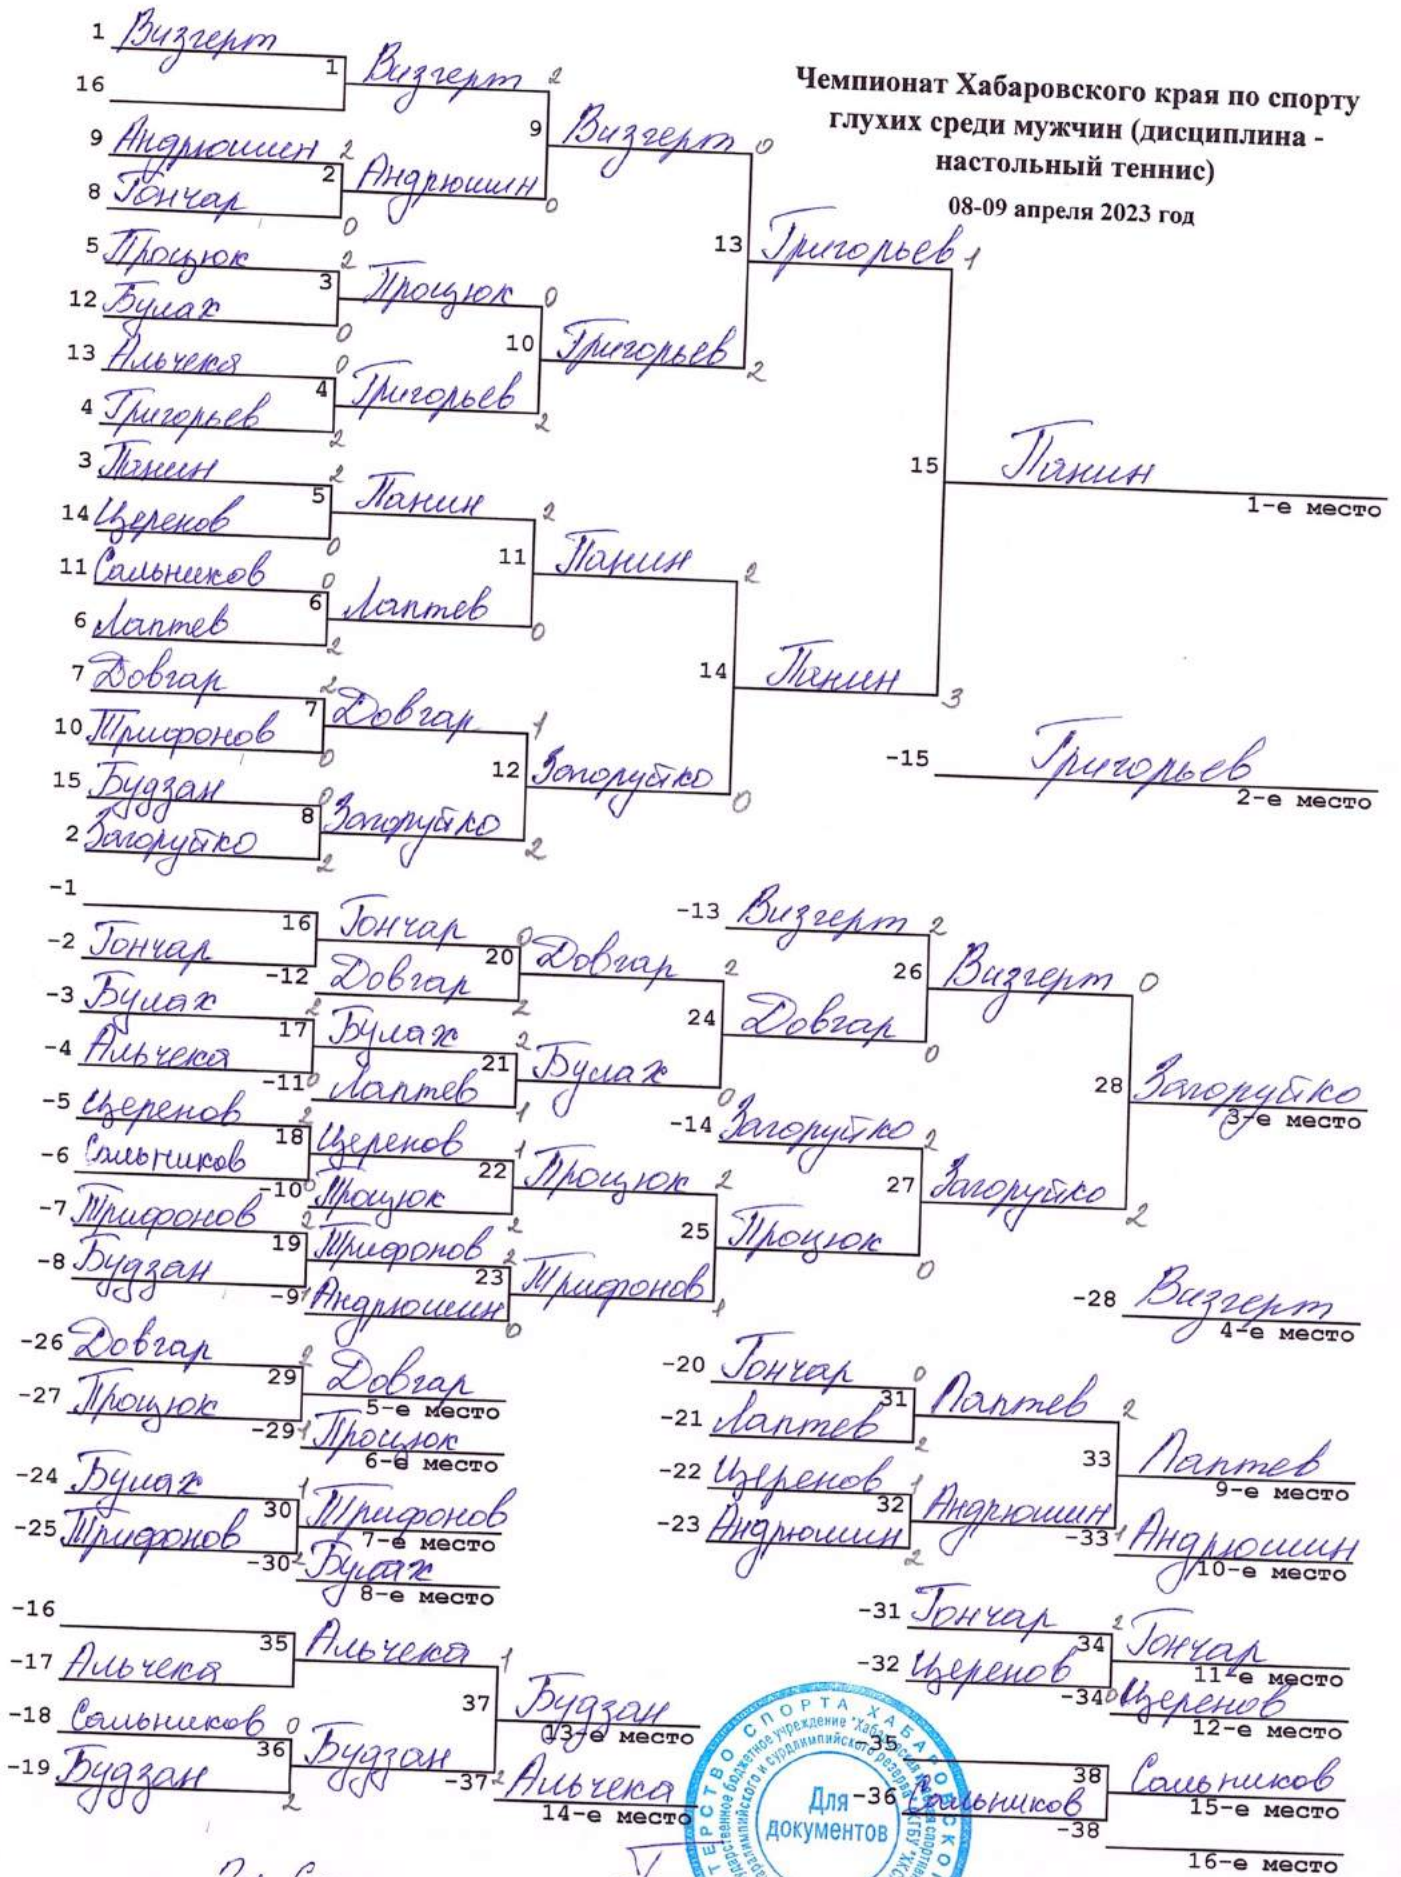 Чемпионат Хабаровского края по спорту
глухих среди мужчин (дисциплина -
настольный теннис)
08-09 апреля 2023 год
1 Визгерт
16
1 Визгерт 2
9 Андрюшин 2
8 Гончар 0
2 Андрюшин 0
9 Визгерт 0
5 Процюк 2
12 Булах 0
3 Процюк 0
13 Альчека 0
4 Григорьев 2
4 Григорьев 2
10 Григорьев 2
13 Григорьев 1
3 Панин 2
14 Церенов 0
5 Панин 2
11 Сальников 0
6 Лаптев 2
6 Лаптев 0
11 Панин 2
7 Довгар 2
10 Трифонов 0
7 Довгар 1
15 Будзан 0
2 Загоруйко 2
8 Загоруйко 2
12 Загоруйко 0
14 Панин 3
15 Панин
1-е место
-15 Григорьев
2-е место
-1
-2 Гончар
16 Гончар 0
-12 Довгар 2
20 Довгар 2
-3 Булах 2
-4 Альчека 0
17 Булах 2
-11 Лаптев 1
21 Булах 0
24 Довгар 0
-5 Церенов 2
-6 Сальников 0
18 Церенов 1
-10 Процюк 2
22 Процюк 2
-7 Трифонов 2
-8 Будзан 1
19 Трифонов 2
-9 Андрюшин 0
23 Трифонов 1
25 Процюк 0
-13 Визгерт 2
26 Визгерт 0
-14 Загоруйко 2
27 Загоруйко 2
28 Загоруйко
3-е место
-28 Визгерт
4-е место
-26 Довгар 2
-27 Процюк 1
29 Довгар
5-е место
-29 Процюк
6-е место
-24 Булах 1
-25 Трифонов 2
30 Трифонов
7-е место
-30 Булах
8-е место
-20 Гончар 0
-21 Лаптев 2
31 Лаптев 2
-22 Церенов 1
-23 Андрюшин 2
32 Андрюшин 1
33 Лаптев
9-е место
-33 Андрюшин
10-е место
-31 Гончар 2
-32 Церенов 0
34 Гончар
11-е место
-34 Церенов
12-е место
-16
-17 Альчека
35 Альчека 1
-18 Сальников 0
-19 Будзан 2
36 Будзан 2
37 Будзан
13-е место
-37 Альчека
14-е место
-35
-36 Сальников
38 Сальников
15-е место
-38
16-е место
Для
документов